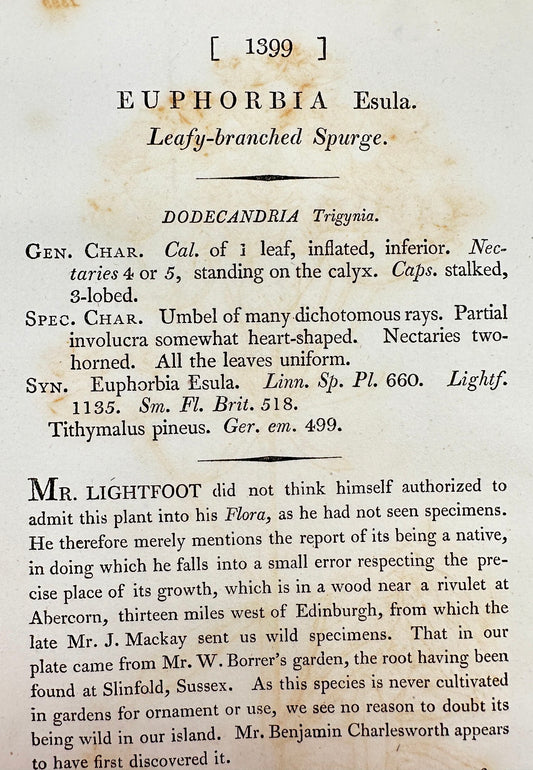 [ 1399 ]
EUPHORBIA Esula.
Leafy-branched Spurge.
DODECANDRIA Trigynia.
GEN. CHAR. Cal. of 1 leaf, inflated, inferior. Nec-
taries 4 or 5, standing on the calyx. Caps. stalked,
3-lobed.
SPEC. CHAR. Umbel of many dichotomous rays. Partial
involucra somewhat heart-shaped. Nectaries two-
horned. All the leaves uniform.
SYN. Euphorbia Esula. Linn. Sp. Pl. 660. Lightf.
1135. Sm. Fl. Brit. 518.
Tithymalus pineus. Ger. em. 499.
MR. LIGHTFOOT did not think himself authorized to
admit this plant into his Flora, as he had not seen specimens.
He therefore merely mentions the report of its being a native,
in doing which he falls into a small error respecting the pre-
cise place of its growth, which is in a wood near a rivulet at
Abercorn, thirteen miles west of Edinburgh, from which the
late Mr. J. Mackay sent us wild specimens. That in our
plate came from Mr. W. Borrer's garden, the root having been
found at Slinfold, Sussex. As this species is never cultivated
in gardens for ornament or use, we see no reason to doubt its
being wild in our island. Mr. Benjamin Charlesworth appears
to have first discovered it.